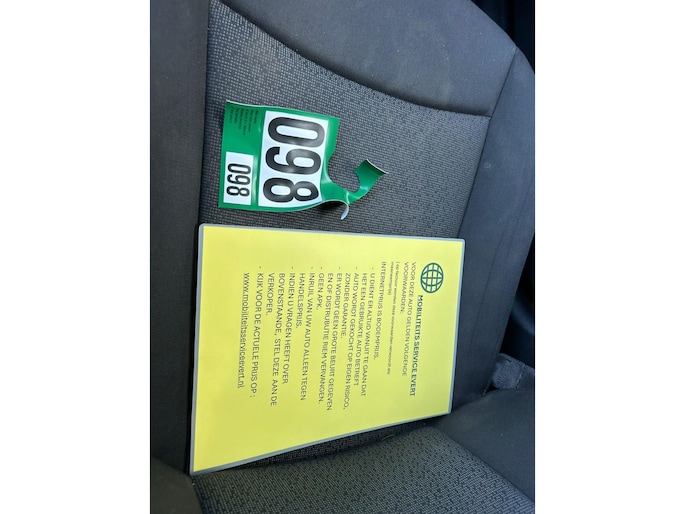 098
098
MOBILITEITS SERVICE EVERT
VOOR DEZE AUTO GELDEN VOLGENDE
VOORWAARDEN:
INTERNETPRIJS IS BODEMPRIJS.
- U DIENT ER ALTIJD VANUIT TE GAAN DAT
HET EEN GEBRUIKTE AUTO BETREFT
- AUTO WORDT GEKOCHT OP EIGEN RISICO,
ZONDER GARANTIE.
- ER WORDT GEEN GROTE BEURT GEGEVEN
EN OF DISTRUBUTIE RIEM VERVANGEN.
- GEEN APK.
- INRUIL VAN UW AUTO ALLEEN TEGEN
HANDELSPRIJS.
- INDIEN U VRAGEN HEEFT OVER
BOVENSTAANDE, STEL DEZE AAN DE
VERKOPER.
- KIJK VOOR DE ACTUELE PRIJS OP ;
www.mobiliteitsserviceevert.nl